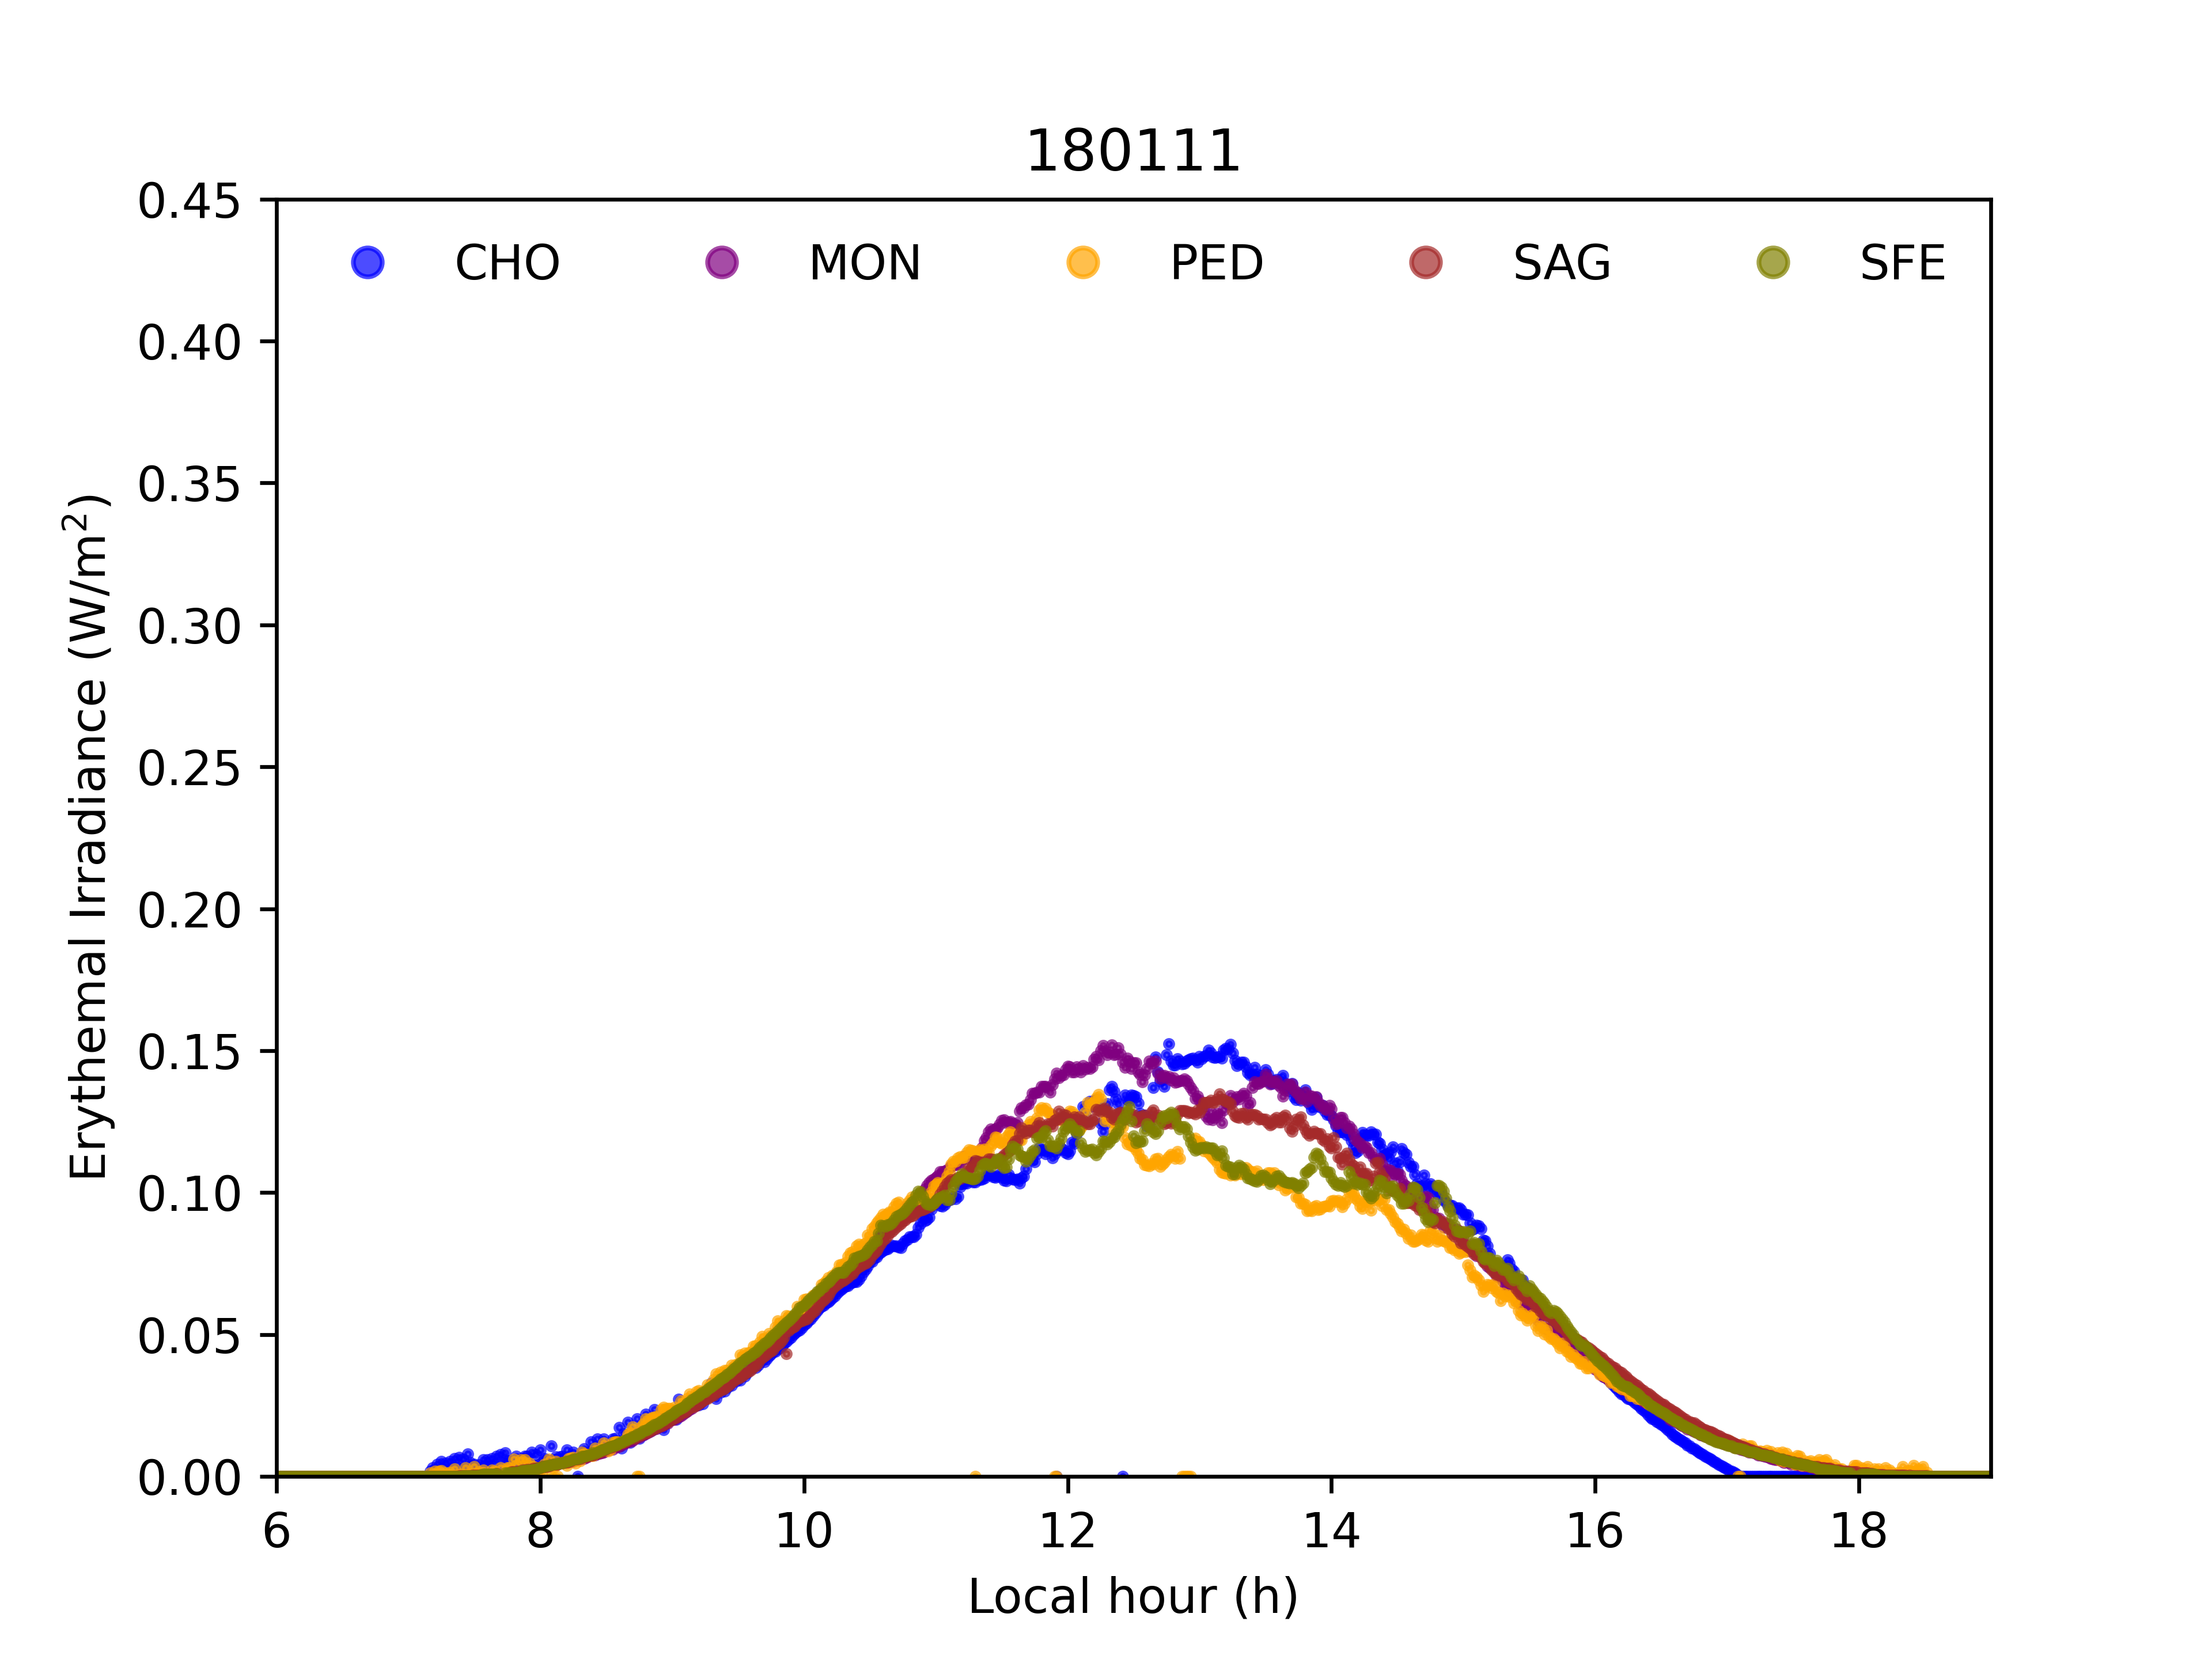 180111
0.45
CHO MON PED SAG SFE
0.40
0.35
0.30
0.25
0.20
0.15
0.10
0.05
0.00
Erythemal Irradiance (W/m²)
6 8 10 12 14 16 18
Local hour (h)